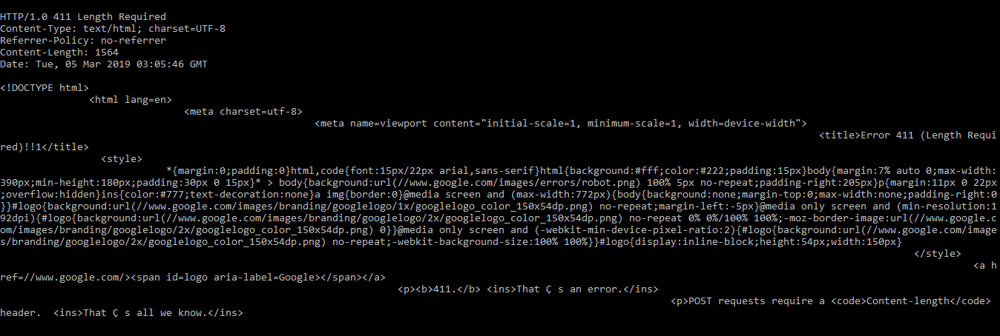 HTTP/1.0 411 Length Required
Content-Type: text/html; charset=UTF-8
Referrer-Policy: no-referrer
Content-Length: 1564
Date: Tue, 05 Mar 2019 03:05:46 GMT
<!DOCTYPE html>
<html lang=en>
<meta charset=utf-8>
<meta name=viewport content="initial-scale=1, minimum-scale=1, width=device-width">
<title>Error 411 (Length Requi
red)!!1</title>
<style>
*{margin:0;padding:0}html,code{font:15px/22px arial,sans-serif}html{background:#fff;color:#222;padding:15px}body{margin:7% auto 0;max-width:
390px;min-height:180px;padding:30px 0 15px}* > body{background:url(//www.google.com/images/errors/robot.png) 100% 5px no-repeat;padding-right:205px}p{margin:11px 0 22px
;overflow:hidden}ins{color:#777;text-decoration:none}a img{border:0}@media screen and (max-width:772px){body{background:none;margin-top:0;max-width:none;padding-right:0
}}#logo{background:url(//www.google.com/images/branding/googlelogo/1x/googlelogo_color_150x54dp.png) no-repeat;margin-left:-5px}@media only screen and (min-resolution:1
92dpi){#logo{background:url(//www.google.com/images/branding/googlelogo/2x/googlelogo_color_150x54dp.png) no-repeat 0% 0%/100% 100%;-moz-border-image:url(//www.google.c
om/images/branding/googlelogo/2x/googlelogo_color_150x54dp.png) 0}}@media only screen and (-webkit-min-device-pixel-ratio:2){#logo{background:url(//www.google.com/image
s/branding/googlelogo/2x/googlelogo_color_150x54dp.png) no-repeat;-webkit-background-size:100% 100%}}#logo{display:inline-block;height:54px;width:150px}
</style>
<a h
ref=//www.google.com/><span id=logo aria-label=Google></span></a>
<p><b>411.</b> <ins>That Ç s an error.</ins>
<p>POST requests require a <code>Content-length</code>
header.  <ins>That Ç s all we know.</ins>